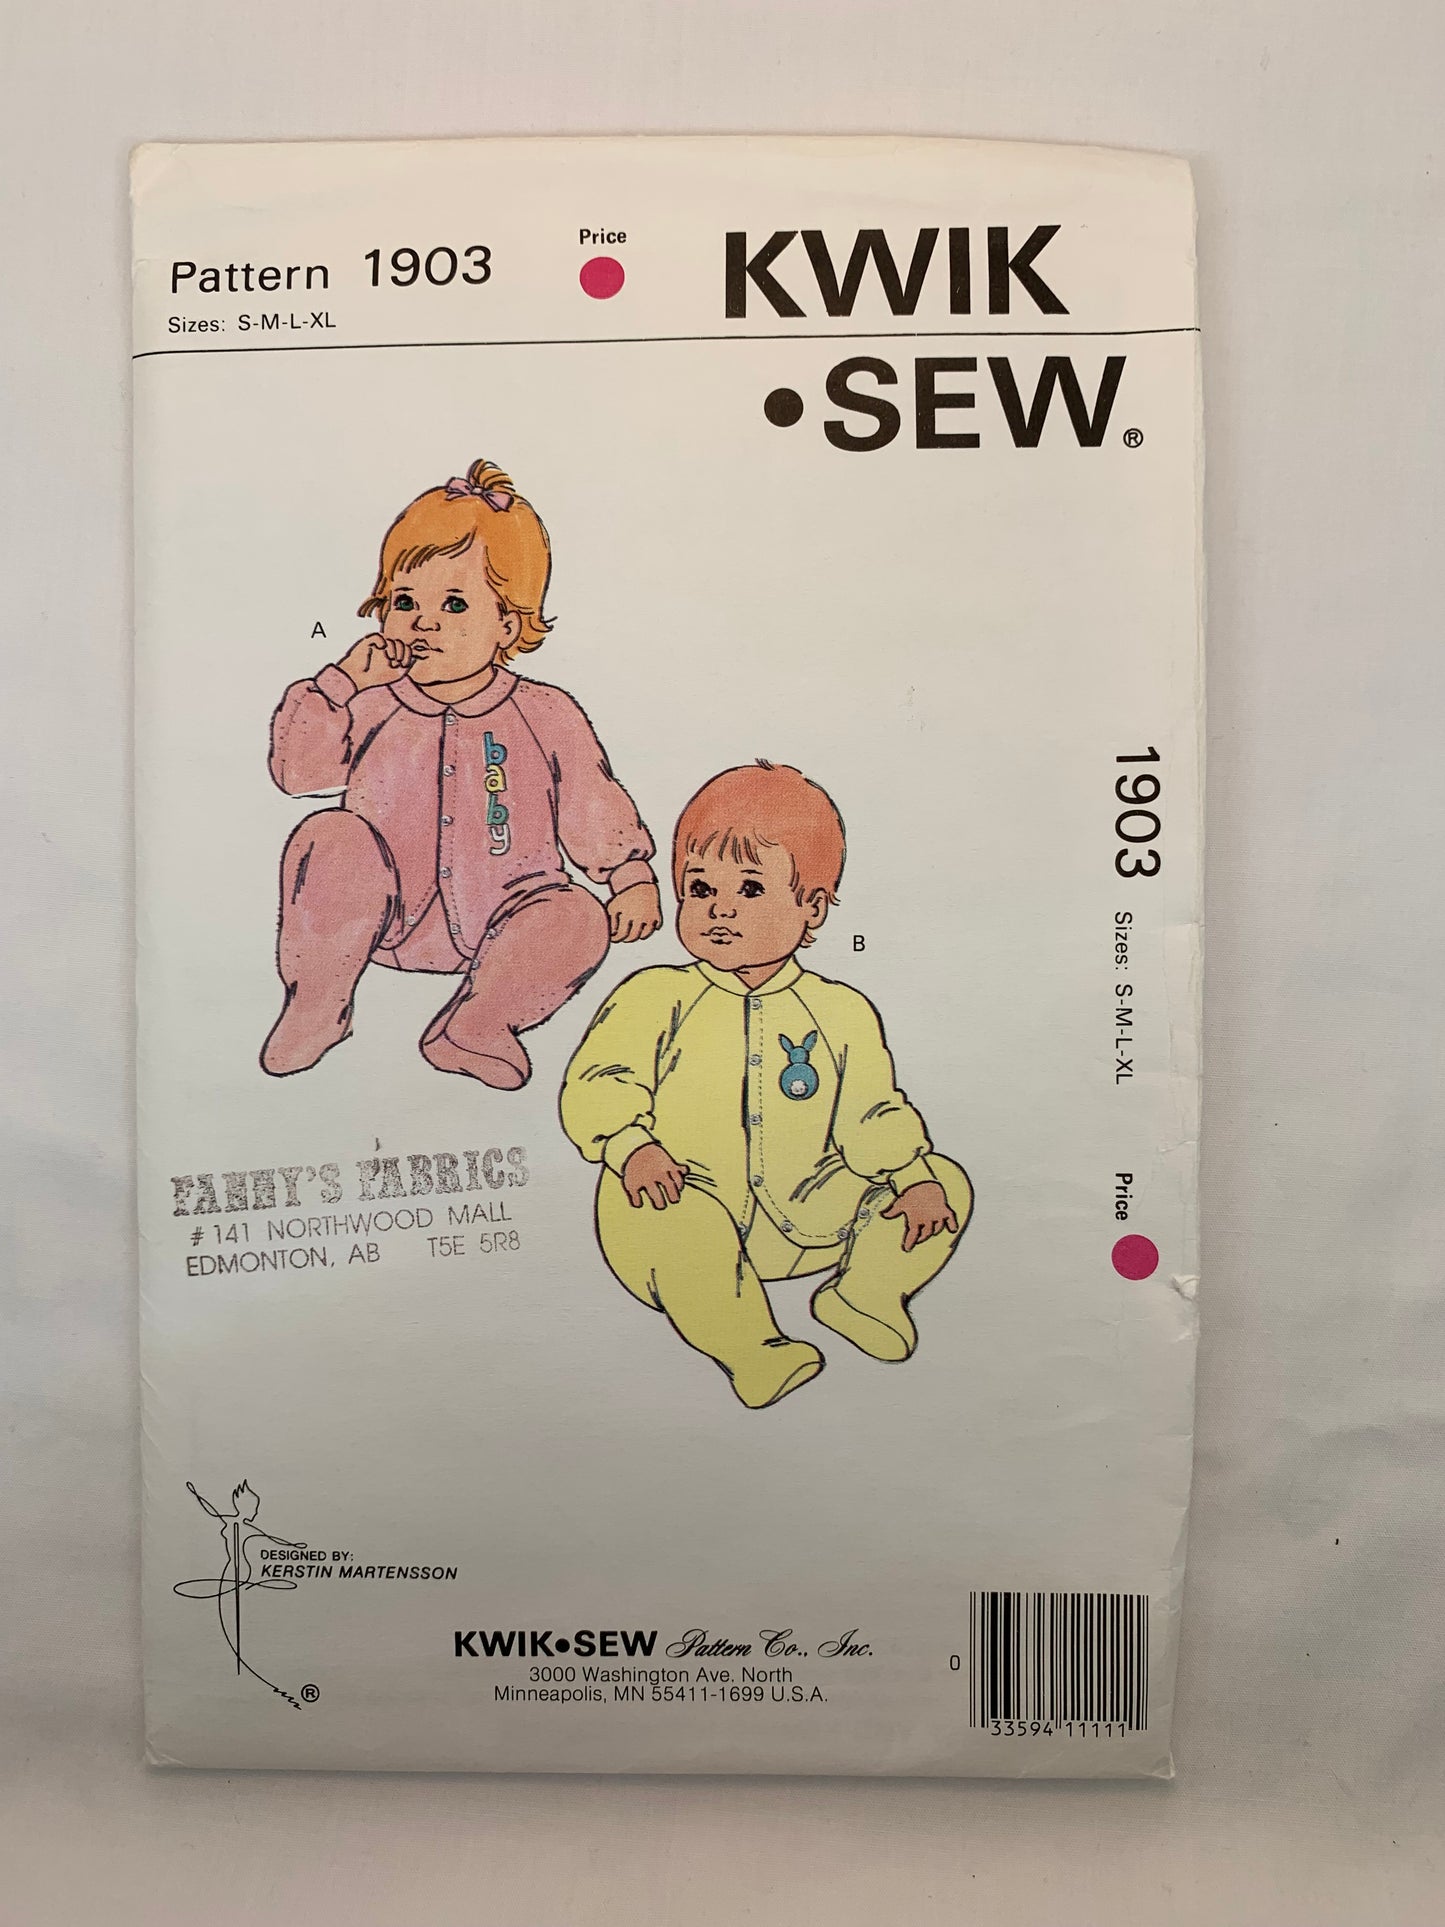 Pattern 1903
Sizes: S-M-L-XL
Price
KWIK
•SEW®
A
baby
B
1903 Sizes: S-M-L-XL Price
FANNY'S FABRICS
# 141 NORTHWOOD MALL
EDMONTON, AB T5E 5R8
DESIGNED BY:
KERSTIN MARTENSSON
®
KWIK•SEW Pattern Co., Inc.
3000 Washington Ave. North
Minneapolis, MN 55411-1699 U.S.A.
0 33594 11111